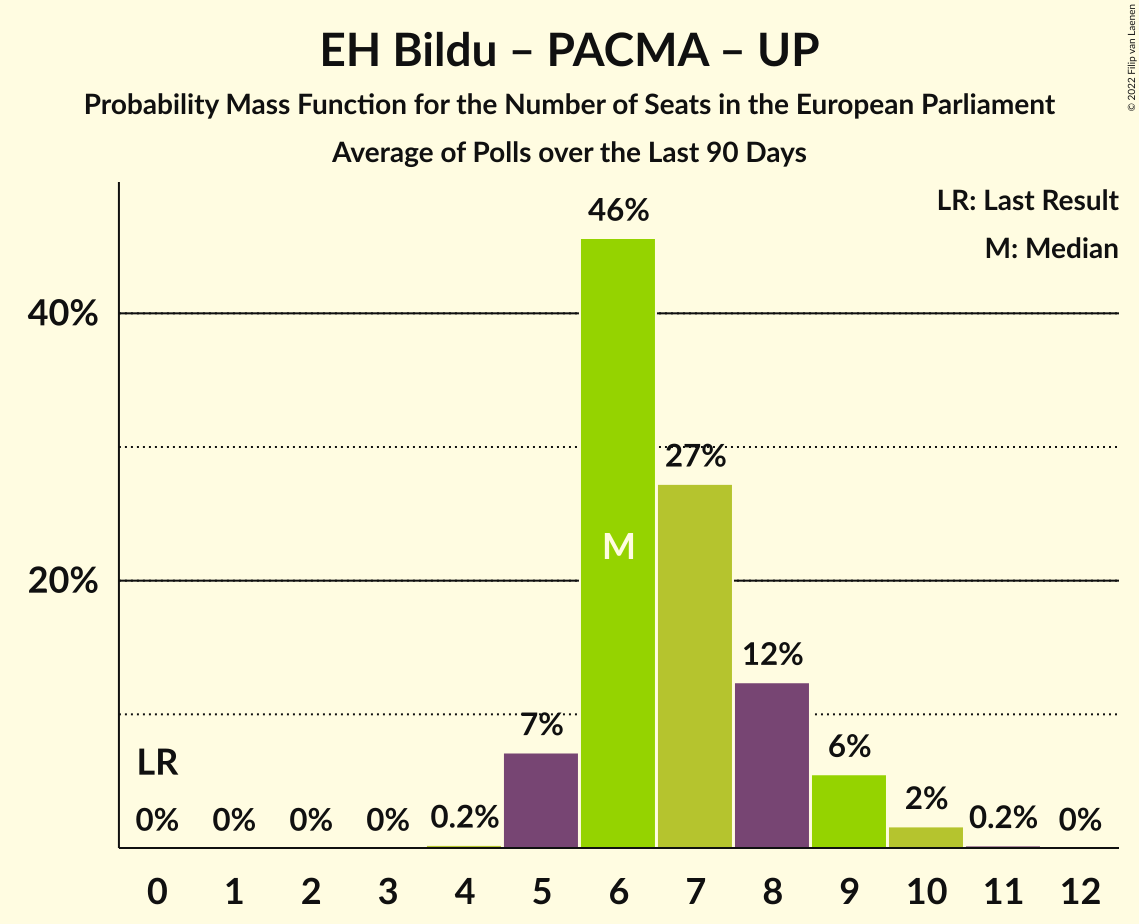 EH Bildu – PACMA – UP
Probability Mass Function for the Number of Seats in the European Parliament
Average of Polls over the Last 90 Days
© 2022 Filip van Laenen
LR: Last Result
M: Median
46%
40%
27%
M
20%
12%
7%
6%
LR
2%
0% 0% 0% 0% 0.2% 0.2% 0%
0 1 2 3 4 5 6 7 8 9 10 11 12